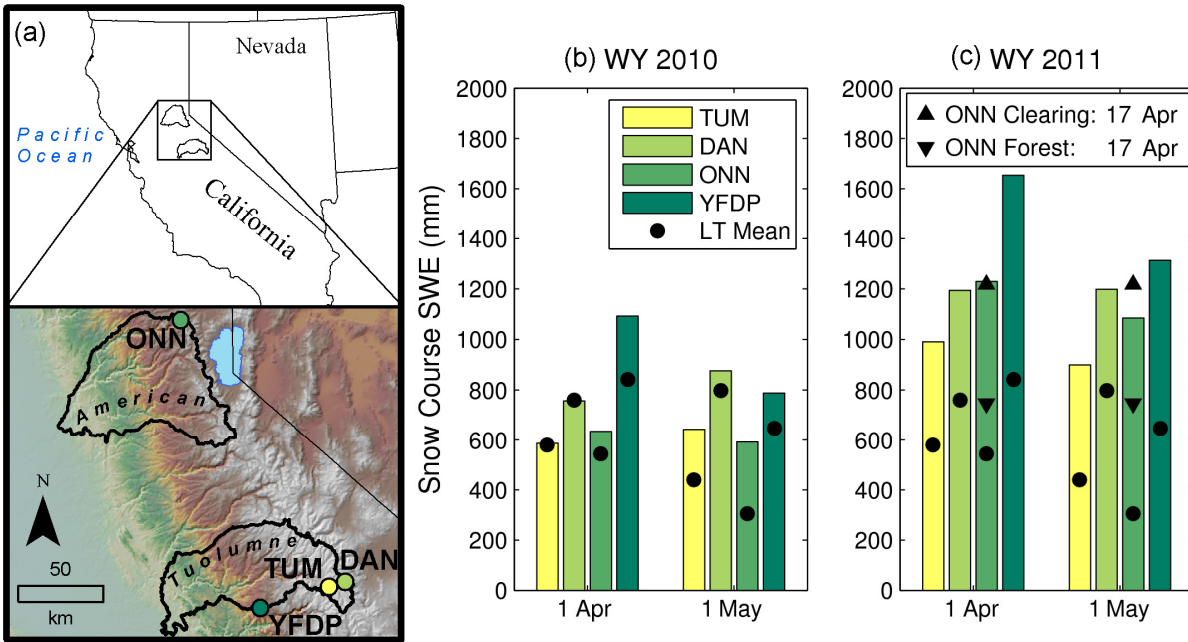 (a)
Nevada
Pacific
Ocean
California
ONN
American
N
50
km
Tuolumne
DAN
TUM
YFDP
(b) WY 2010
Snow Course SWE (mm)
2000
1800
1600
1400
1200
1000
800
600
400
200
0
TUM
DAN
ONN
YFDP
LT Mean
1 Apr
1 May
(c) WY 2011
2000
1800
1600
1400
1200
1000
800
600
400
200
0
ONN Clearing: 17 Apr
ONN Forest: 17 Apr
1 Apr
1 May